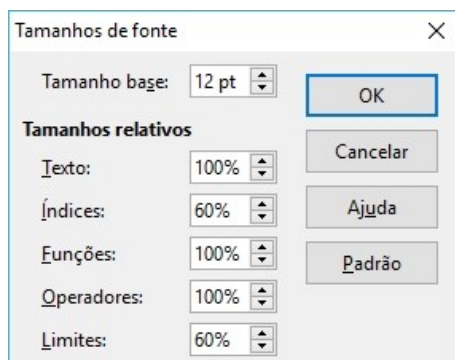 Tamanhos de fonte
Tamanho base: 12 pt
OK
Tamanhos relativos
Cancelar
Texto: 100%
Índices: 60%
Ajuda
Funções: 100%
Padrão
Operadores: 100%
Limites: 60%